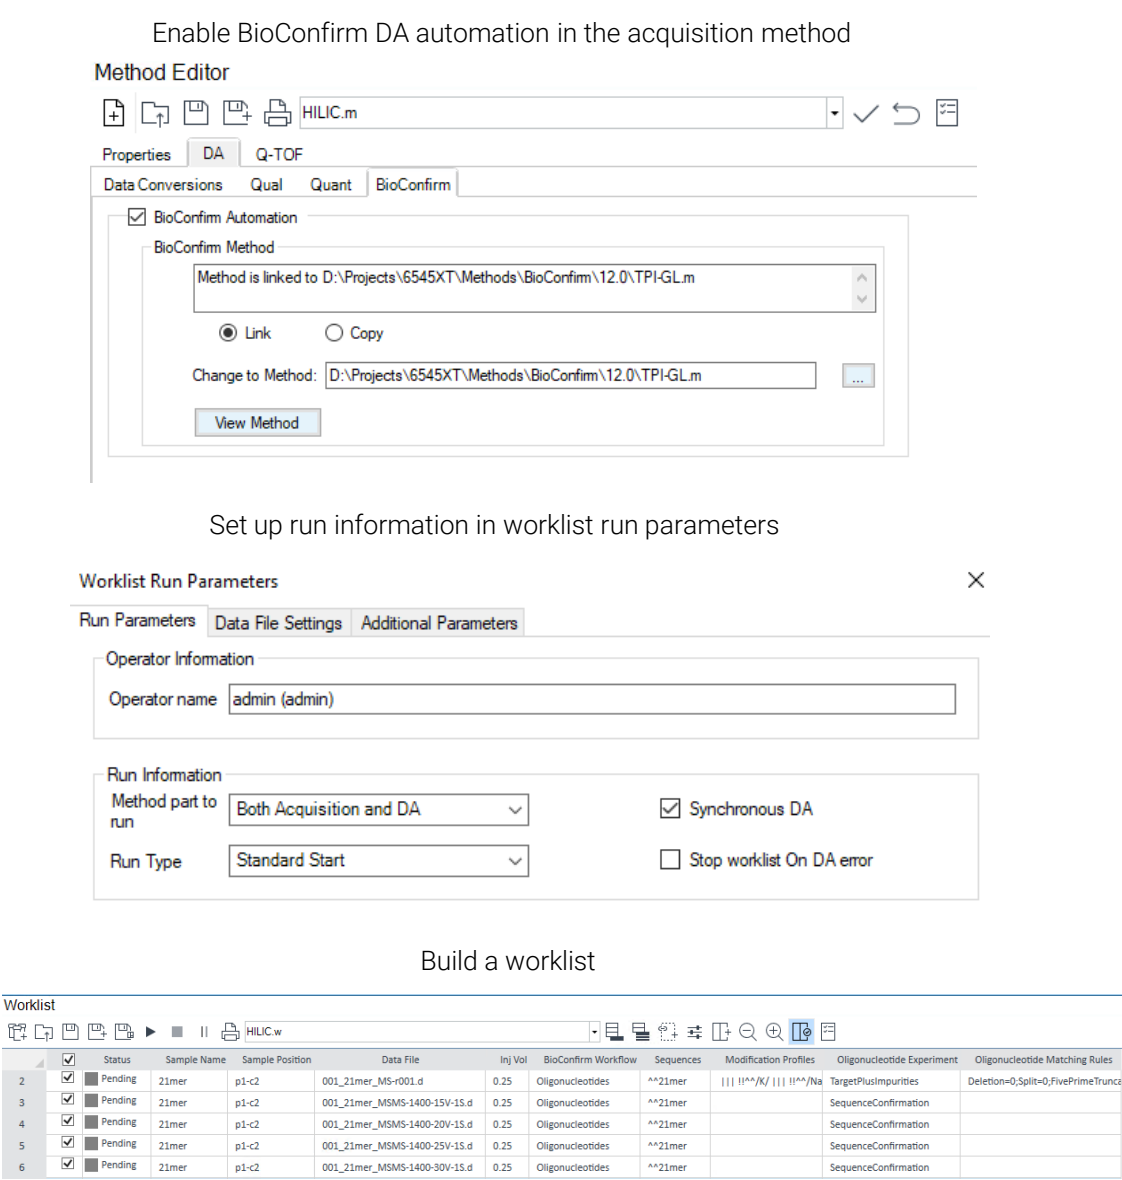 Enable BioConfirm DA automation in the acquisition method
Method Editor
HILIC.m
Properties DA Q-TOF
Data Conversions Qual Quant BioConfirm
BioConfirm Automation
BioConfirm Method
Method is linked to D:\Projects\6545XT\Methods\BioConfirm\12.0\TPI-GL.m
Link Copy
Change to Method: D:\Projects\6545XT\Methods\BioConfirm\12.0\TPI-GL.m ...
View Method
Set up run information in worklist run parameters
Worklist Run Parameters
Run Parameters Data File Settings Additional Parameters
Operator Information
Operator name admin (admin)
Run Information
Method part to run Both Acquisition and DA Synchronous DA
Run Type Standard Start Stop worklist On DA error
Build a worklist
Worklist
HILIC.w
Status Sample Name Sample Position Data File Inj Vol BioConfirm Workflow Sequences Modification Profiles Oligonucleotide Experiment Oligonucleotide Matching Rules
2 Pending 21mer p1-c2 001_21mer_MS-r001.d 0.25 Oligonucleotides ^^21mer | | | !!^^/K/ | | | !!^^/Na TargetPlusImpurities Deletion=0;Split=0;FivePrimeTrunca
3 Pending 21mer p1-c2 001_21mer_MSMS-1400-15V-1S.d 0.25 Oligonucleotides ^^21mer SequenceConfirmation
4 Pending 21mer p1-c2 001_21mer_MSMS-1400-20V-1S.d 0.25 Oligonucleotides ^^21mer SequenceConfirmation
5 Pending 21mer p1-c2 001_21mer_MSMS-1400-25V-1S.d 0.25 Oligonucleotides ^^21mer SequenceConfirmation
6 Pending 21mer p1-c2 001_21mer_MSMS-1400-30V-1S.d 0.25 Oligonucleotides ^^21mer SequenceConfirmation